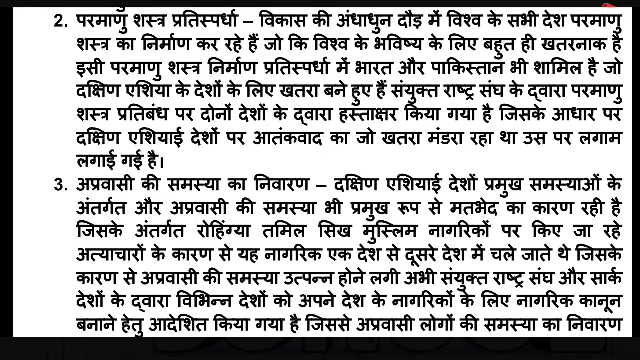 2. परमाणु शस्त्र प्रतिस्पर्धा – विकास की अंधाधुन दौड़ में विश्व के सभी देश परमाणु
शस्त्र का निर्माण कर रहे हैं जो कि विश्व के भविष्य के लिए बहुत ही खतरनाक है
इसी परमाणु शस्त्र निर्माण प्रतिस्पर्धा में भारत और पाकिस्तान भी शामिल है जो
दक्षिण एशिया के देशों के लिए खतरा बने हुए हैं संयुक्त राष्ट्र संघ के द्वारा परमाणु
शस्त्र प्रतिबंध पर दोनों देशों के द्वारा हस्ताक्षर किया गया है जिसके आधार पर
दक्षिण एशियाई देशों पर आतंकवाद का जो खतरा मंडरा रहा था उस पर लगाम
लगाई गई है।
3. अप्रवासी की समस्या का निवारण – दक्षिण एशियाई देशों प्रमुख समस्याओं के
अंतर्गत और अप्रवासी की समस्या भी प्रमुख रूप से मतभेद का कारण रही है
जिसके अंतर्गत रोहिंग्या तमिल सिख मुस्लिम नागरिकों पर किए जा रहे
अत्याचारों के कारण से यह नागरिक एक देश से दूसरे देश में चले जाते थे जिसके
कारण से अप्रवासी की समस्या उत्पन्न होने लगी अभी संयुक्त राष्ट्र संघ और सार्क
देशों के द्वारा विभिन्न देशों को अपने देश के नागरिकों के लिए नागरिक कानून
बनाने हेतु आदेशित किया गया है जिससे अप्रवासी लोगों की समस्या का निवारण